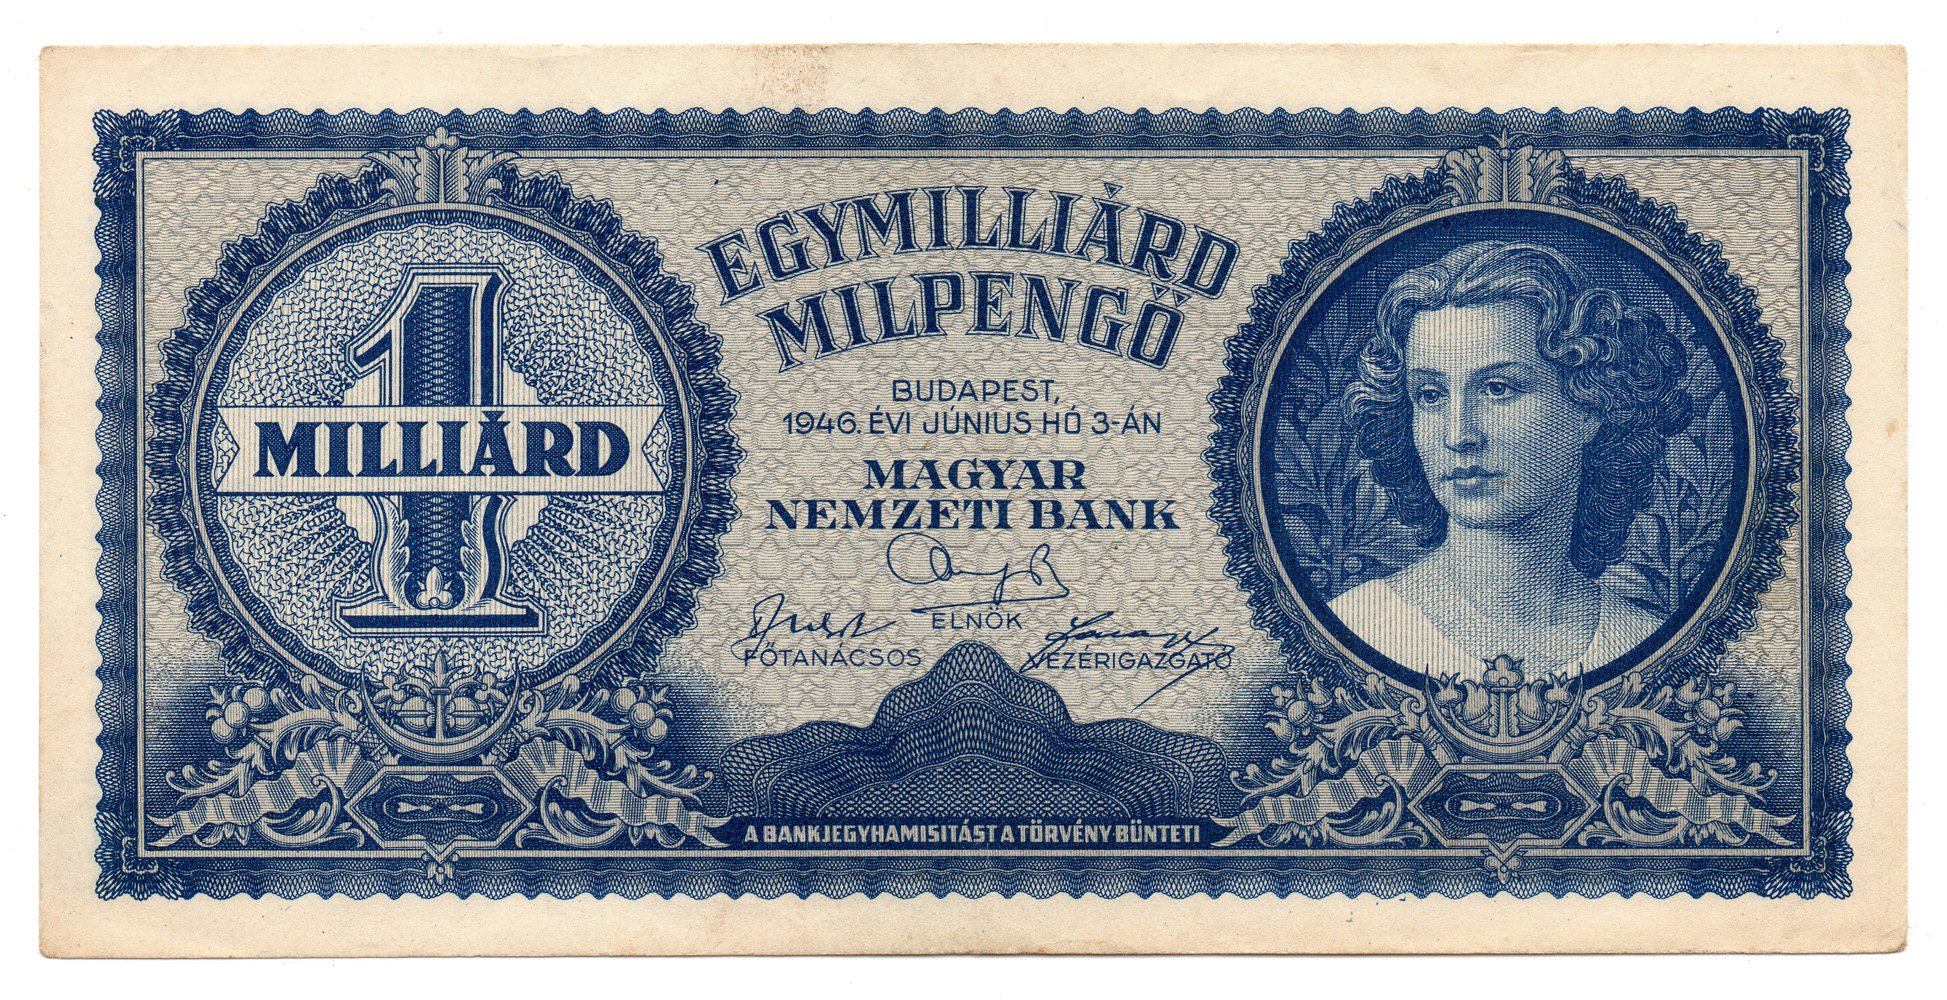 EGYMILLIÁRD
MILPENGŐ
1
MILLIÁRD
BUDAPEST,
1946. ÉVI JÚNIUS HÓ 3-ÁN
MAGYAR
NEMZETI BANK
ELNÖK
FŐTANÁCSOS
VEZÉRIGAZGATÓ
A BANKJEGYHAMISITÁST A TÖRVÉNY BÜNTETI